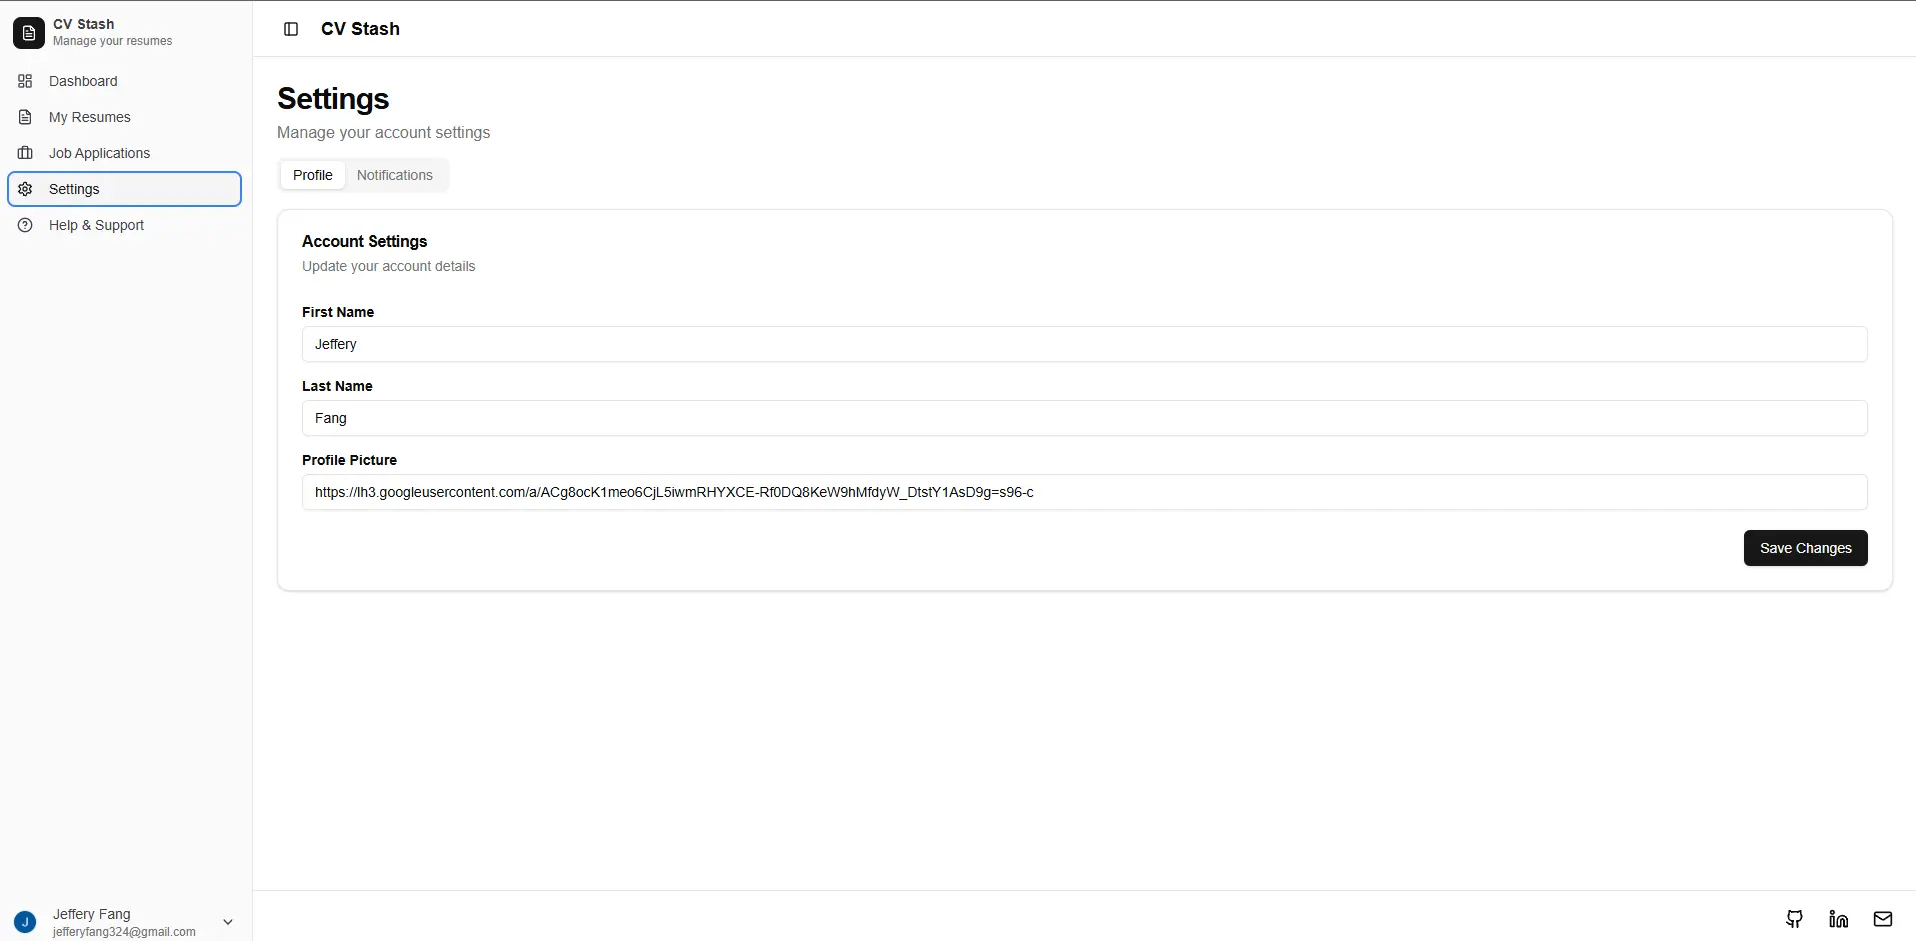 CV Stash
Manage your resumes
Dashboard
My Resumes
Job Applications
Settings
Help & Support
CV Stash
Settings
Manage your account settings
Profile Notifications
Account Settings
Update your account details
First Name
Jeffery
Last Name
Fang
Profile Picture
https://lh3.googleusercontent.com/a/ACg8ocK1meo6CjL5iwmRHYXCE-Rf0DQ8KeW9hMfdyW_DtstY1AsD9g=s96-c
Save Changes
J
Jeffery Fang
jefferyfang324@gmail.com